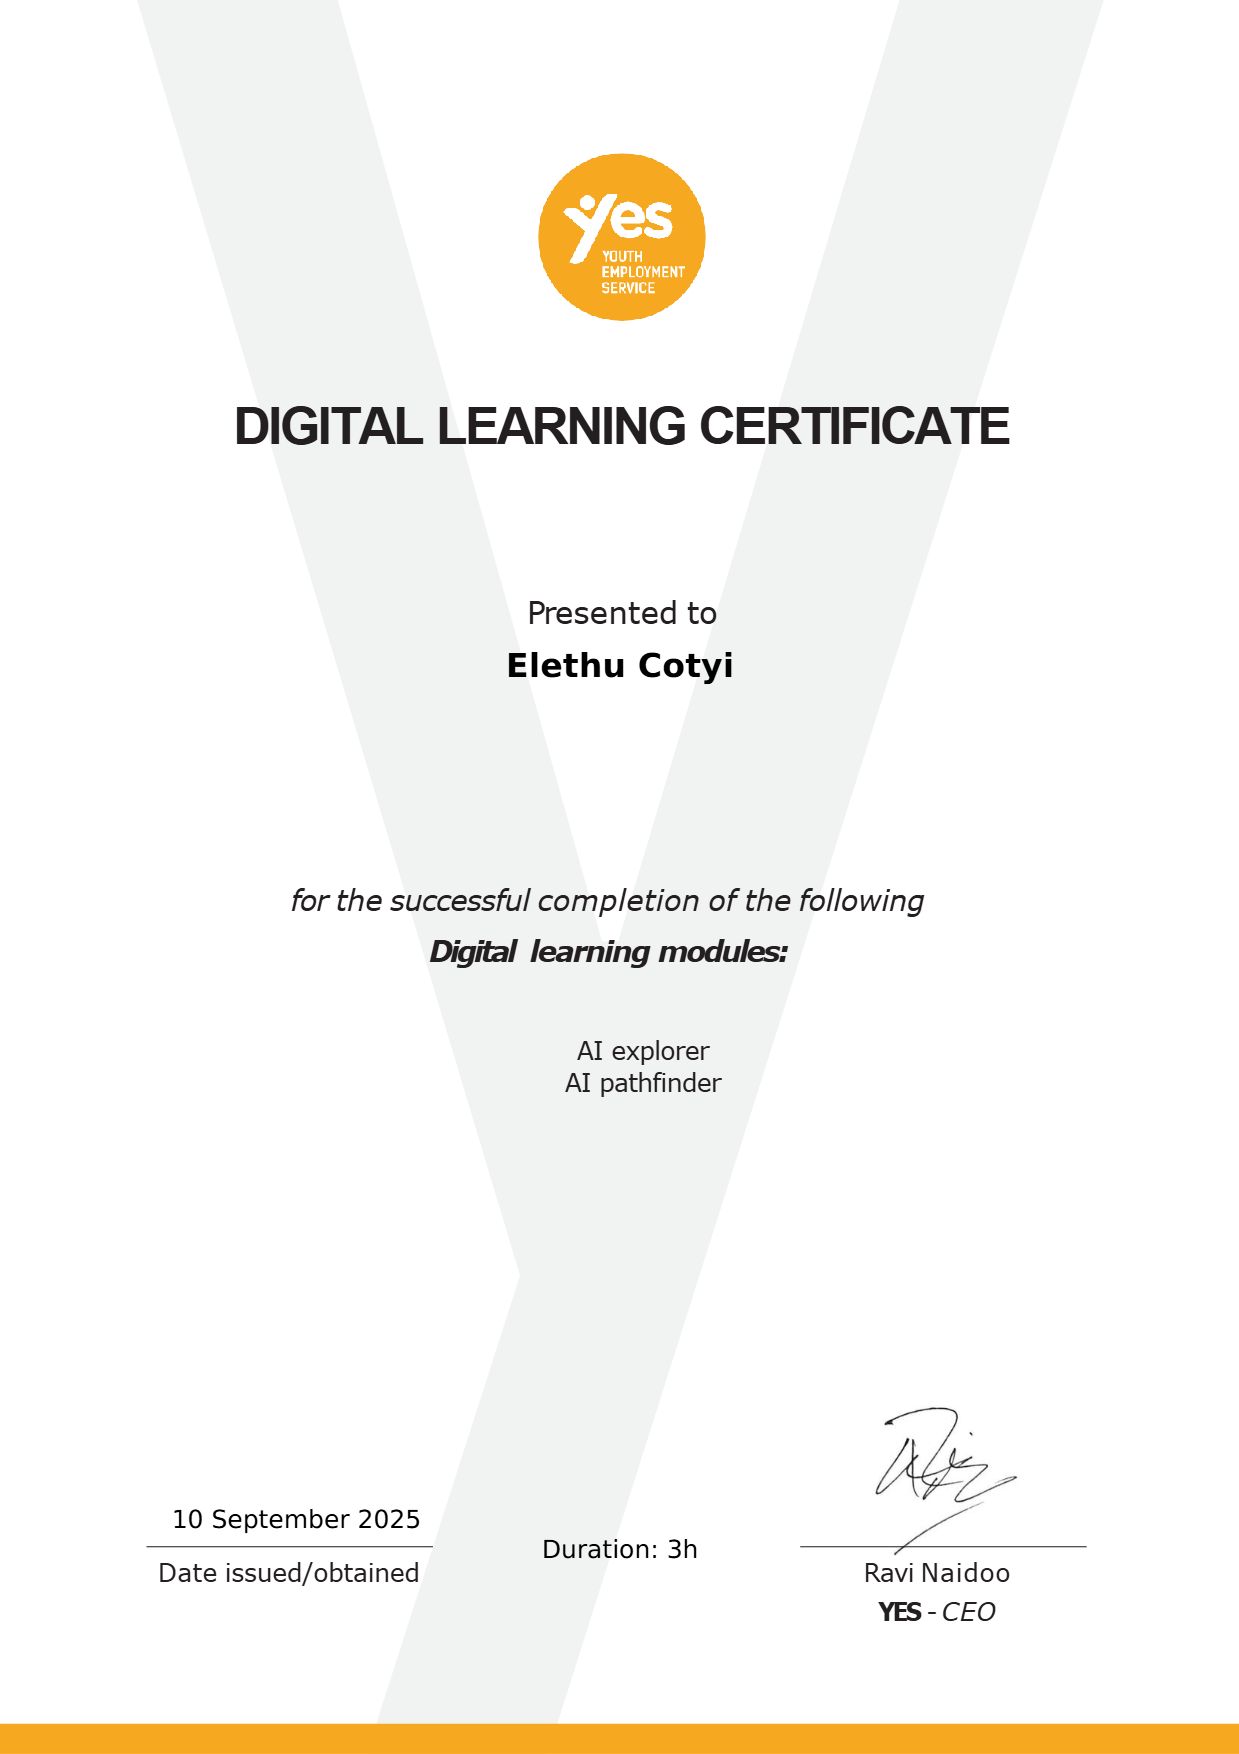 Yes
YOUTH
EMPLOYMENT
SERVICE
DIGITAL LEARNING CERTIFICATE
Presented to
Elethu Cotyi
for the successful completion of the following
Digital learning modules:
AI explorer
AI pathfinder
10 September 2025
Date issued/obtained
Duration: 3h
Ravi Naidoo
YES - CEO